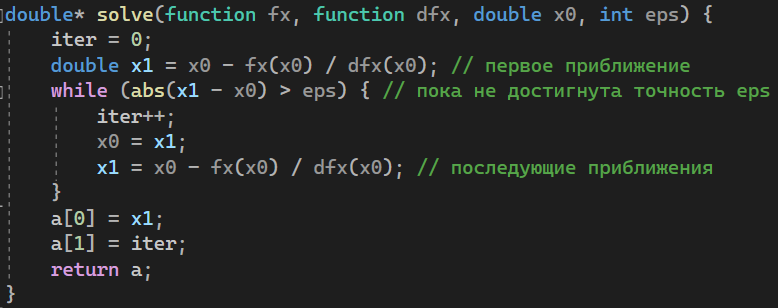 double* solve(function fx, function dfx, double x0, int eps) {
    iter = 0;
    double x1 = x0 - fx(x0) / dfx(x0); // первое приближение
    while (abs(x1 - x0) > eps) { // пока не достигнута точность eps
        iter++;
        x0 = x1;
        x1 = x0 - fx(x0) / dfx(x0); // последующие приближения
    }
    a[0] = x1;
    a[1] = iter;
    return a;
}